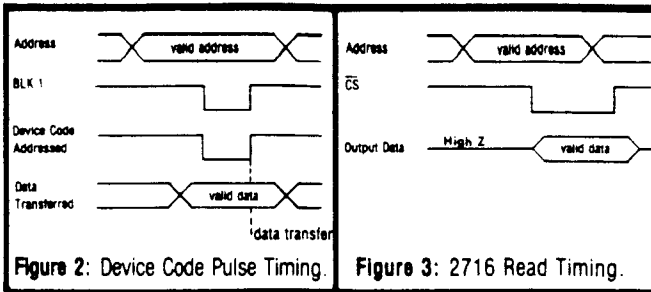 Address
valid address
BLK 1
Device Code
Addressed
Data
Transferred
valid data
data transfer
Figure 2: Device Code Pulse Timing.
Address
valid address
CS
Output Data
High Z
valid data
Figure 3: 2716 Read Timing.